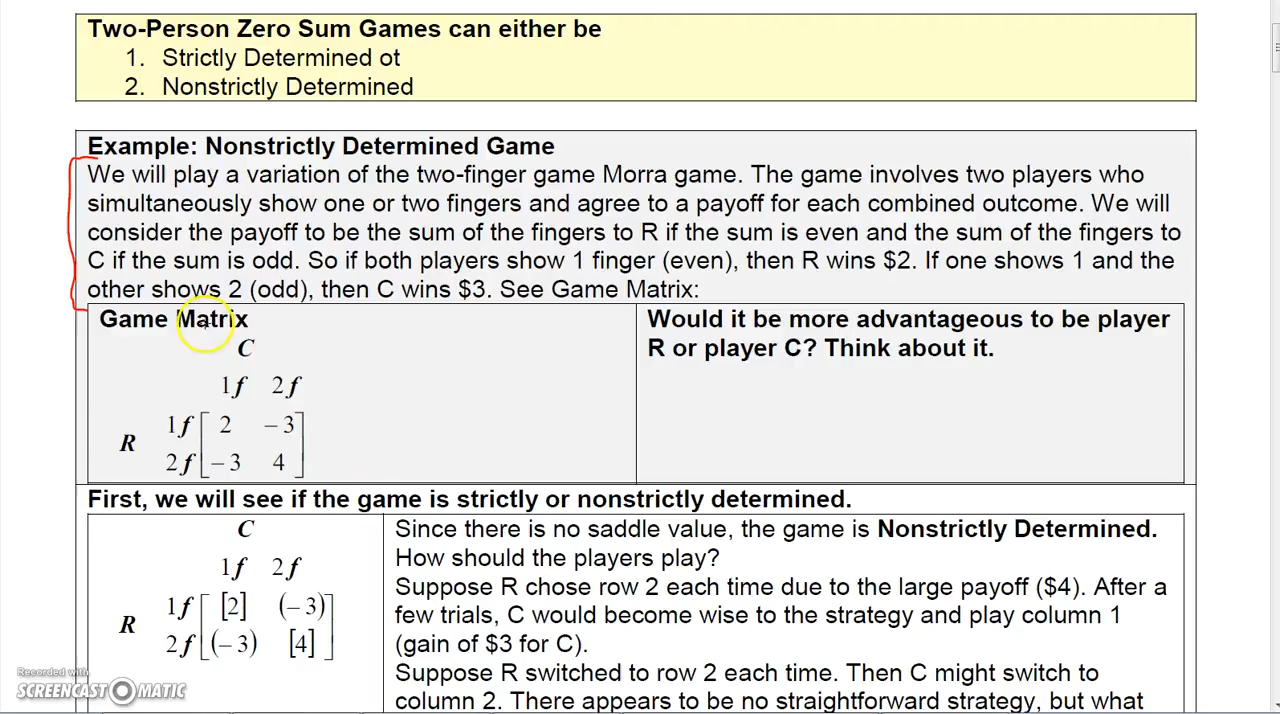 Two-Person Zero Sum Games can either be
1. Strictly Determined ot
2. Nonstrictly Determined
Example: Nonstrictly Determined Game
We will play a variation of the two-finger game Morra game. The game involves two players who
simultaneously show one or two fingers and agree to a payoff for each combined outcome. We will
consider the payoff to be the sum of the fingers to R if the sum is even and the sum of the fingers to
C if the sum is odd. So if both players show 1 finger (even), then R wins $2. If one shows 1 and the
other shows 2 (odd), then C wins $3. See Game Matrix:
Game Matrix
C
1f 2f
1f [ 2 -3 ]
R
2f [ -3 4 ]
Would it be more advantageous to be player
R or player C? Think about it.
First, we will see if the game is strictly or nonstrictly determined.
C
1f 2f
1f [ [2] (-3) ]
R
2f [ (-3) [4] ]
Since there is no saddle value, the game is Nonstrictly Determined.
How should the players play?
Suppose R chose row 2 each time due to the large payoff ($4). After a
few trials, C would become wise to the strategy and play column 1
(gain of $3 for C).
Suppose R switched to row 2 each time. Then C might switch to
column 2. There appears to be no straightforward strategy, but what
Recorded with
SCREENCAST-O-MATIC